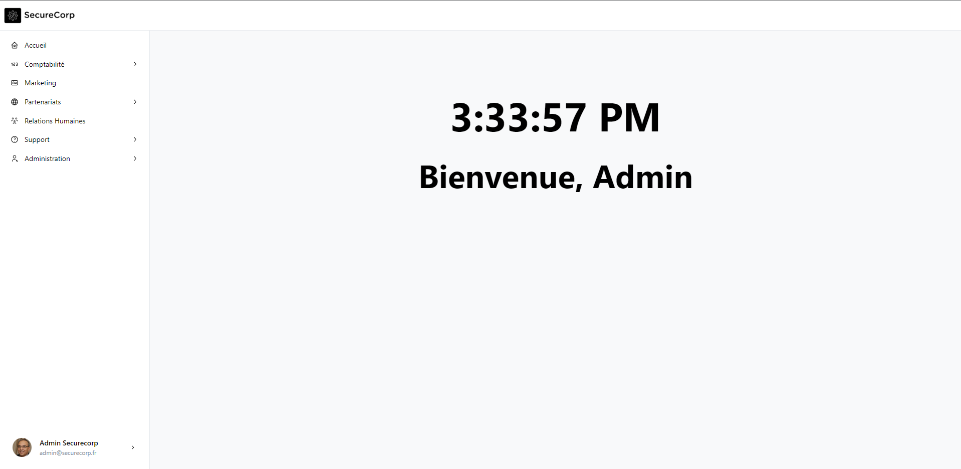 SecureCorp
Accueil
Comptabilité
Marketing
Partenariats
Relations Humaines
Support
Administration
3:33:57 PM
Bienvenue, Admin
Admin Securecorp
admin@securecorp.fr